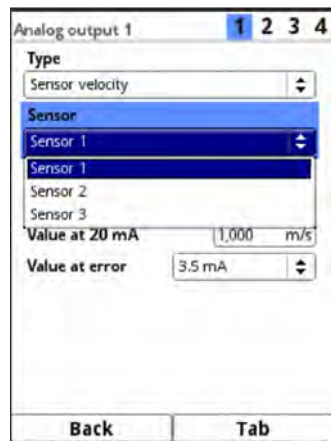 Analog output 1 1 2 3 4
Type
Sensor velocity
Sensor
Sensor 1
Sensor 1
Sensor 2
Sensor 3
Value at 20 mA 1,000 m/s
Value at error 3.5 mA
Back Tab